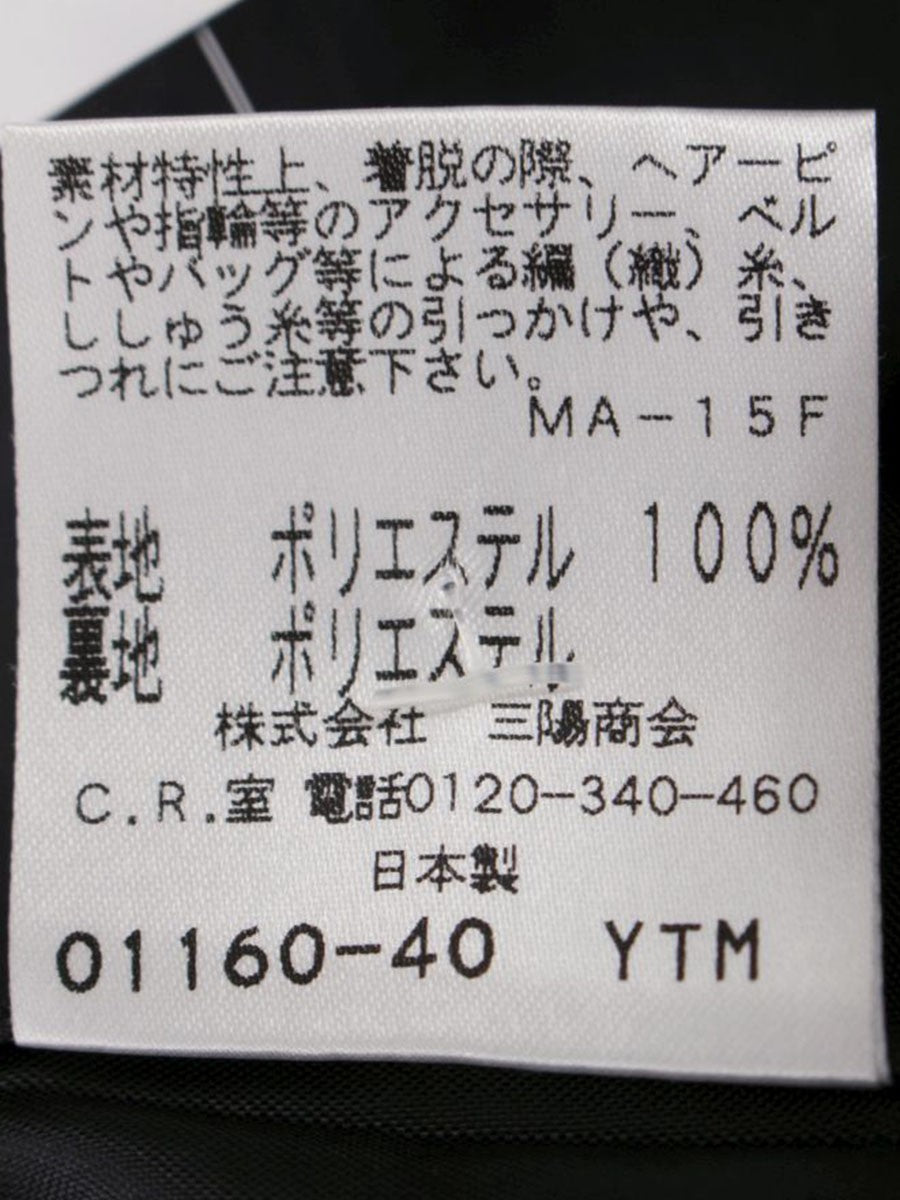 素材特性上、着脱の際、ヘアーピ
ンや指輪等のアクセサリー、ベル
トやバッグ等による編（織）糸、
ししゅう糸等の引っかけや、引き
つれにご注意下さい。
MA-15F
表地 ポリエステル 100%
裏地 ポリエステル
株式会社 三陽商会
C.R.室 電話0120-340-460
日本製
01160-40 YTM